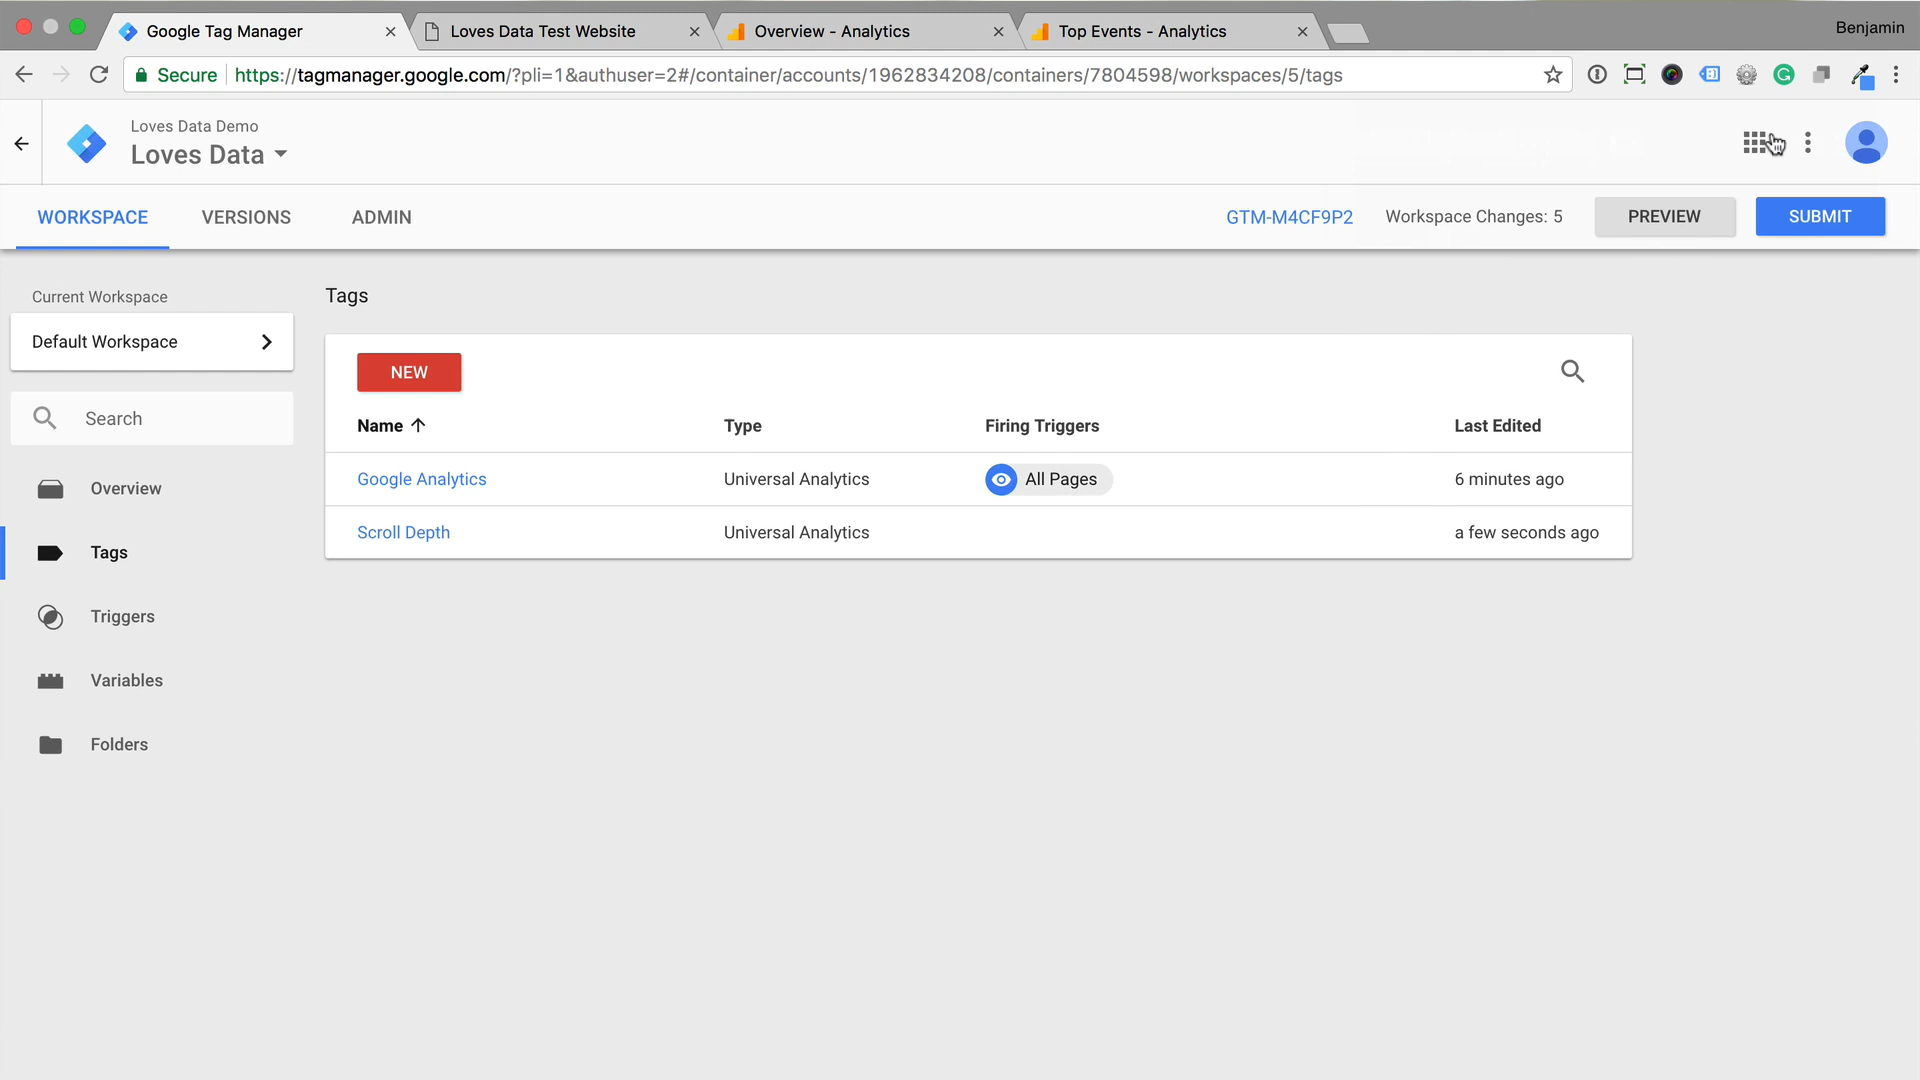 Google Tag Manager
Loves Data Test Website
Overview - Analytics
Top Events - Analytics
Benjamin
Secure
https://tagmanager.google.com/?pli=1&authuser=2#/container/accounts/1962834208/containers/7804598/workspaces/5/tags
Loves Data Demo
Loves Data
WORKSPACE
VERSIONS
ADMIN
GTM-M4CF9P2
Workspace Changes: 5
PREVIEW
SUBMIT
Current Workspace
Default Workspace
Search
Overview
Tags
Triggers
Variables
Folders
Tags
NEW
Name
Type
Firing Triggers
Last Edited
Google Analytics
Universal Analytics
All Pages
6 minutes ago
Scroll Depth
Universal Analytics
a few seconds ago